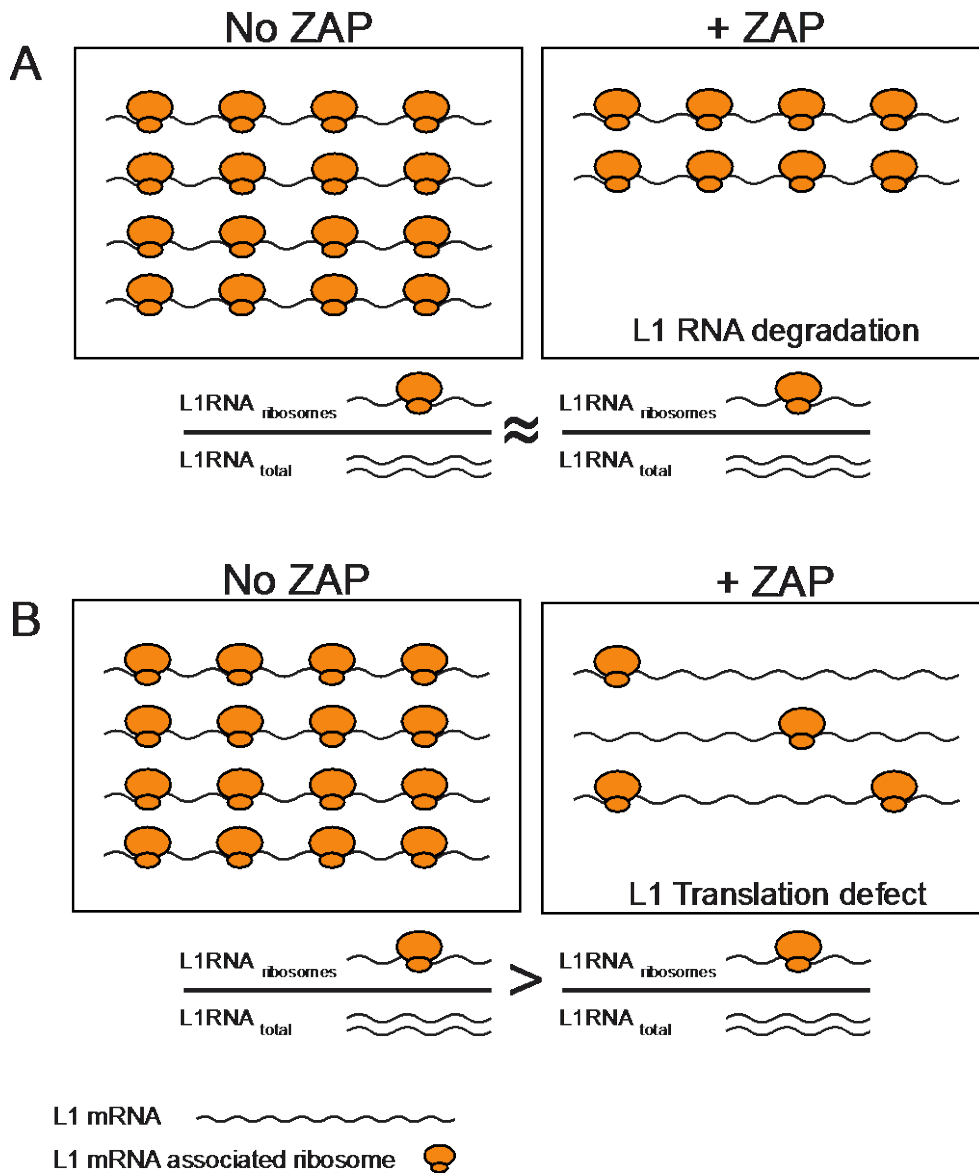 No ZAP
+ ZAP
A
L1 RNA degradation
L1RNA ribosomes
≈
L1RNA ribosomes
L1RNA total
L1RNA total
No ZAP
+ ZAP
B
L1 Translation defect
L1RNA ribosomes
>
L1RNA ribosomes
L1RNA total
L1RNA total
L1 mRNA
L1 mRNA associated ribosome